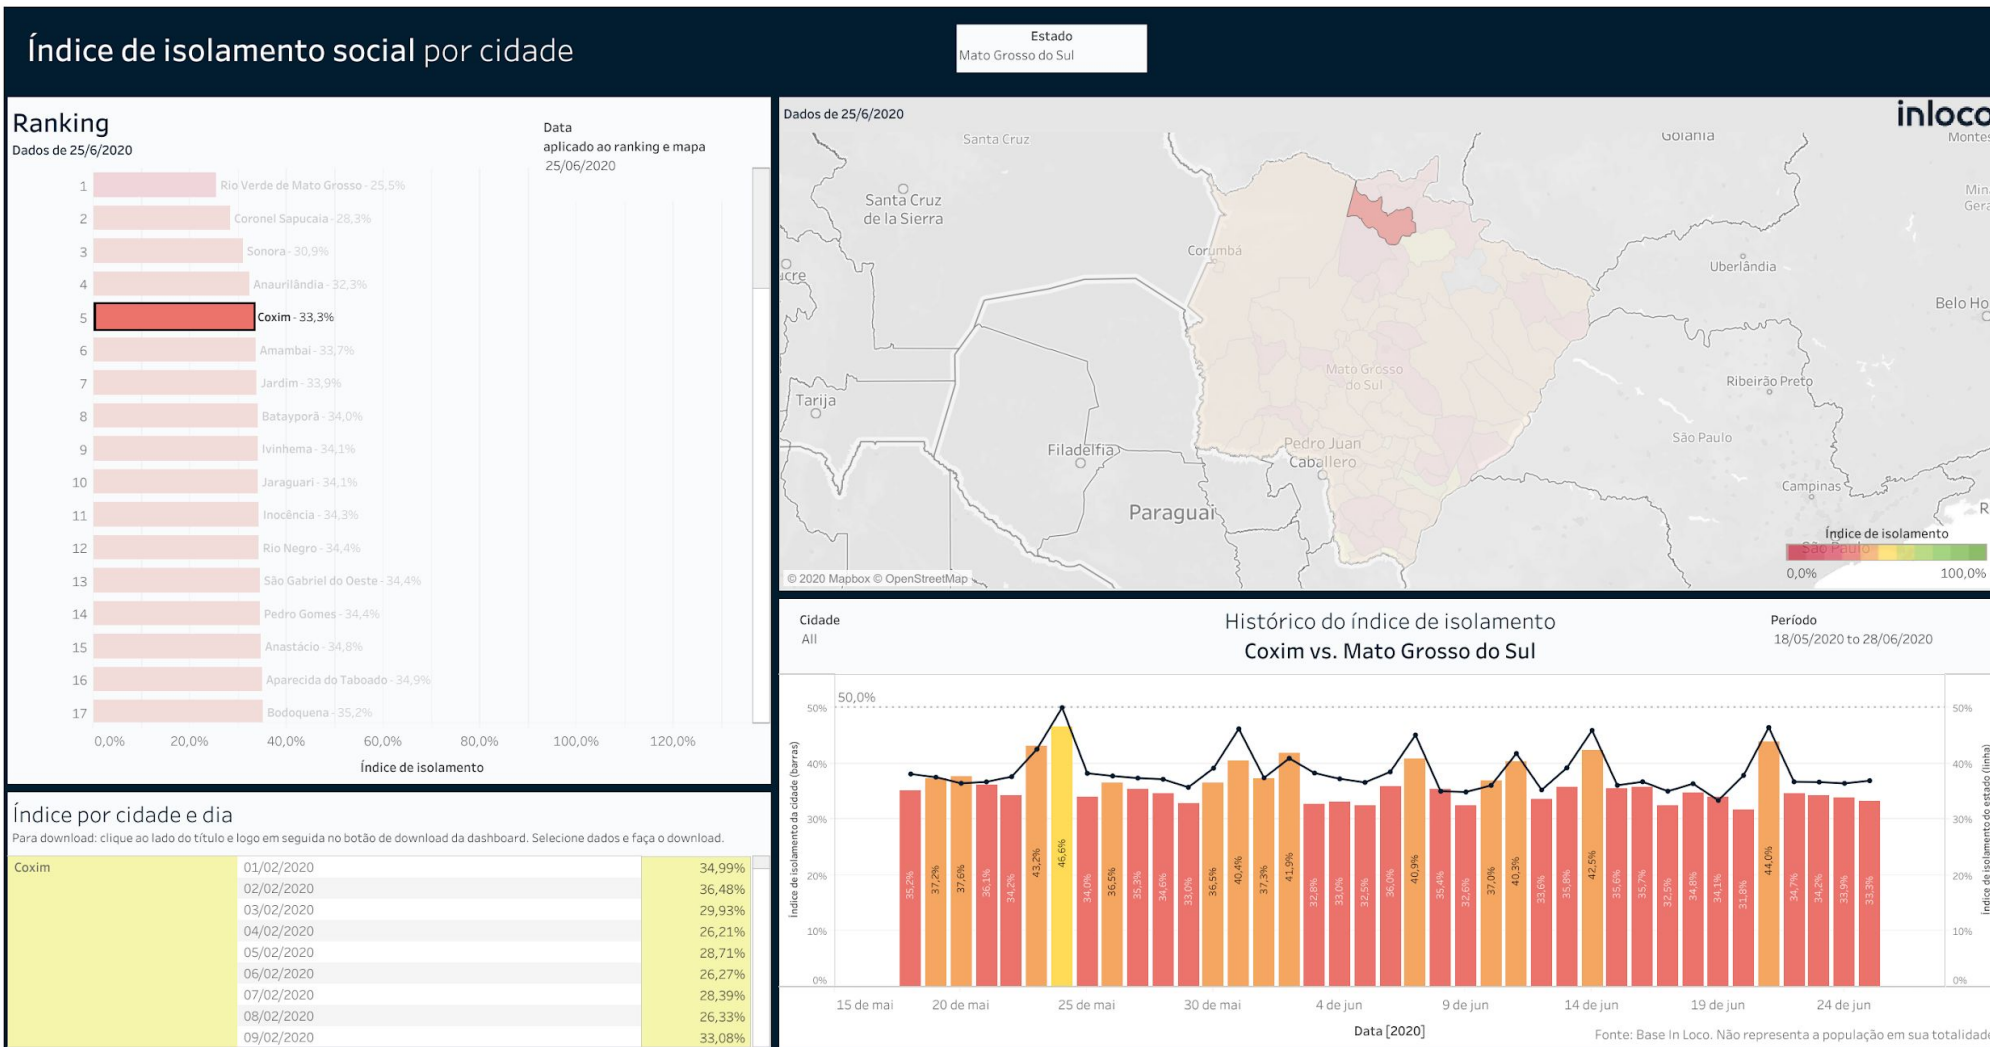 Índice de isolamento social por cidade
Estado
Mato Grosso do Sul
Ranking
Dados de 25/6/2020
Data
aplicado ao ranking e mapa
25/06/2020
1 Rio Verde de Mato Grosso - 25,5%
2 Coronel Sapucaia - 28,3%
3 Sonora - 30,9%
4 Anaurilândia - 32,3%
5 Coxim - 33,3%
6 Amambai - 33,7%
7 Jardim - 33,9%
8 Batayporã - 34,0%
9 Ivinhema - 34,1%
10 Jaraguari - 34,1%
11 Inocência - 34,3%
12 Rio Negro - 34,4%
13 São Gabriel do Oeste - 34,4%
14 Pedro Gomes - 34,4%
15 Anastácio - 34,8%
16 Aparecida do Taboado - 34,9%
17 Bodoquena - 35,2%
0,0% 20,0% 40,0% 60,0% 80,0% 100,0% 120,0%
Índice de isolamento
Índice por cidade e dia
Para download: clique ao lado do título e logo em seguida no botão de download da dashboard. Selecione dados e faça o download.
Coxim 01/02/2020 34,99%
02/02/2020 36,48%
03/02/2020 29,93%
04/02/2020 26,21%
05/02/2020 28,71%
06/02/2020 26,27%
07/02/2020 28,39%
08/02/2020 26,33%
09/02/2020 33,08%
Dados de 25/6/2020
inloco
Santa Cruz
Goiânia
Montes
Santa Cruz
de la Sierra
Min
Gera
Corumbá
ucre
Uberlândia
Belo Ho
Mato Grosso
do Sul
Ribeirão Preto
Tarija
Filadélfia
Pedro Juan
Caballero
São Paulo
Campinas
Paraguai
R
Índice de isolamento
São Paulo
0,0% 100,0%
© 2020 Mapbox © OpenStreetMap
Cidade
All
Histórico do índice de isolamento
Coxim vs. Mato Grosso do Sul
Período
18/05/2020 to 28/06/2020
50,0%
Índice de isolamento da cidade (barras)
50%
40%
30%
20%
10%
0%
35,2% 37,2% 37,6% 36,1% 34,2% 43,2% 46,6% 34,0% 36,5% 35,3% 34,6% 33,0% 36,5% 40,4% 37,3% 41,9% 32,8% 33,0% 32,5% 36,0% 40,9% 35,4% 32,6% 37,0% 40,3% 33,6% 35,8% 42,5% 35,6% 35,7% 32,5% 34,8% 34,1% 31,8% 44,0% 34,7% 34,2% 33,9% 33,3%
50%
40%
30%
20%
10%
0%
Índice de isolamento do estado (linha)
15 de mai 20 de mai 25 de mai 30 de mai 4 de jun 9 de jun 14 de jun 19 de jun 24 de jun
Data [2020]
Fonte: Base In Loco. Não representa a população em sua totalidade